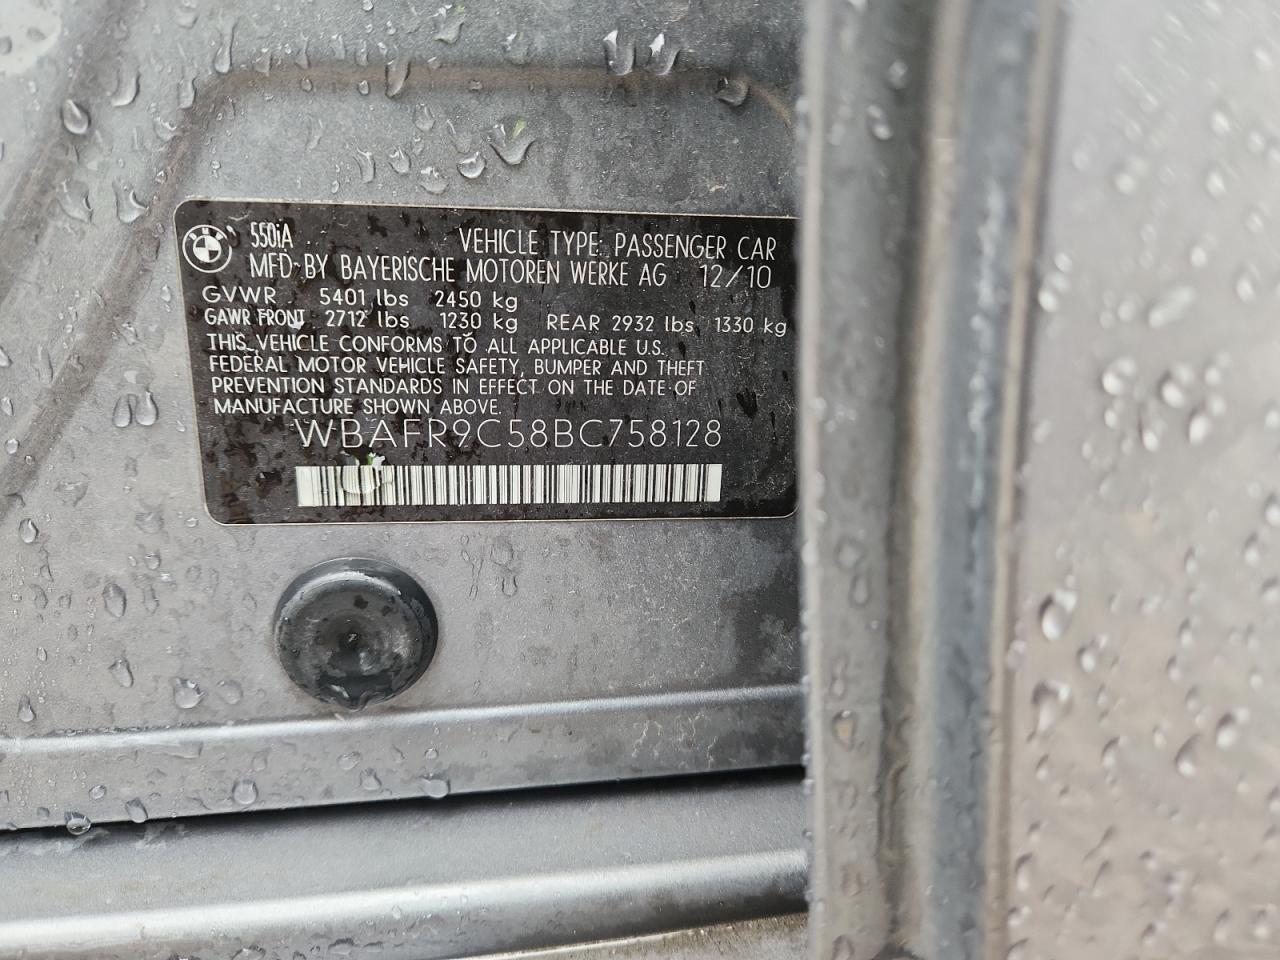 550iA VEHICLE TYPE: PASSENGER CAR
MFD BY BAYERISCHE MOTOREN WERKE AG 12/10
GVWR 5401 lbs 2450 kg
GAWR FRONT 2712 lbs 1230 kg REAR 2932 lbs 1330 kg
THIS VEHICLE CONFORMS TO ALL APPLICABLE U.S.
FEDERAL MOTOR VEHICLE SAFETY, BUMPER AND THEFT
PREVENTION STANDARDS IN EFFECT ON THE DATE OF
MANUFACTURE SHOWN ABOVE.
WBAFR9C58BC758128